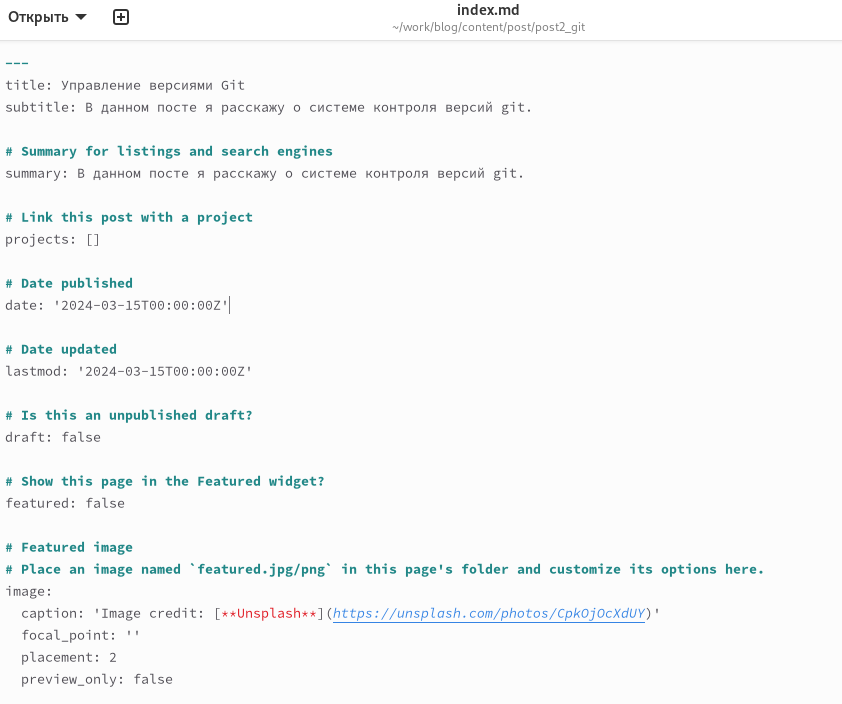 Открыть
index.md
~/work/blog/content/post/post2_git
---
title: Управление версиями Git
subtitle: В данном посте я расскажу о системе контроля версий git.
# Summary for listings and search engines
summary: В данном посте я расскажу о системе контроля версий git.
# Link this post with a project
projects: []
# Date published
date: '2024-03-15T00:00:00Z'
# Date updated
lastmod: '2024-03-15T00:00:00Z'
# Is this an unpublished draft?
draft: false
# Show this page in the Featured widget?
featured: false
# Featured image
# Place an image named `featured.jpg/png` in this page's folder and customize its options here.
image:
  caption: 'Image credit: [**Unsplash**](https://unsplash.com/photos/CpkOjOcXdUY)'
  focal_point: ''
  placement: 2
  preview_only: false